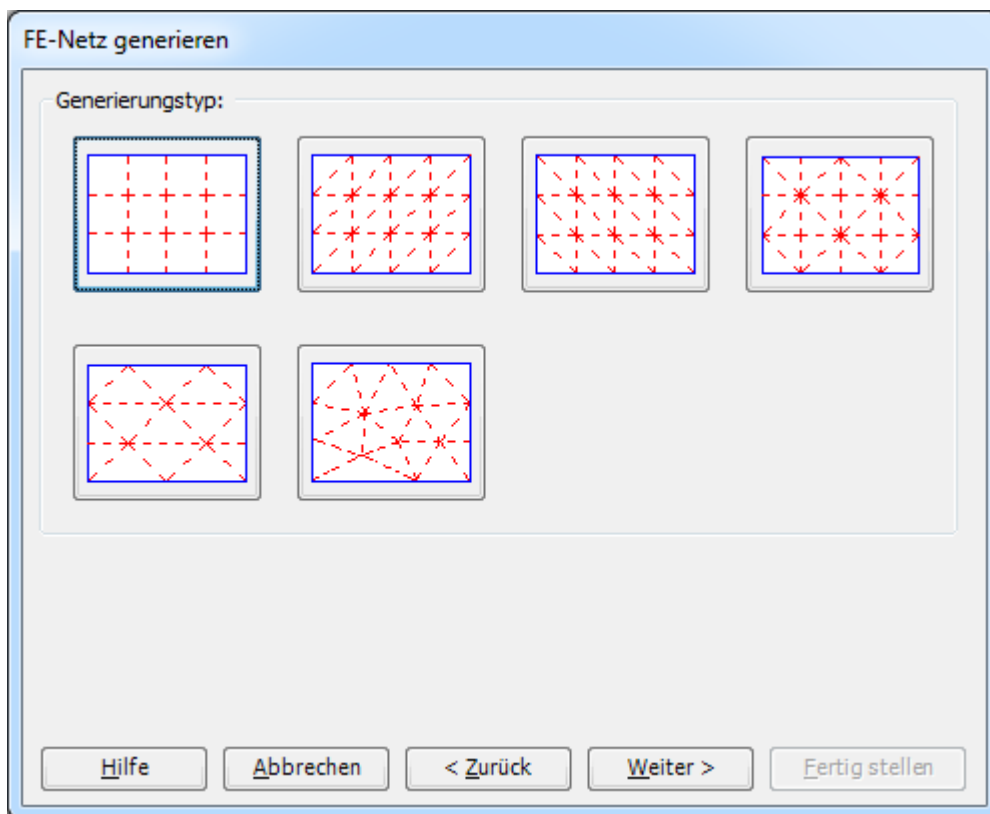 FE-Netz generieren
Generierungstyp:
Hilfe
Abbrechen
< Zurück
Weiter >
Fertig stellen